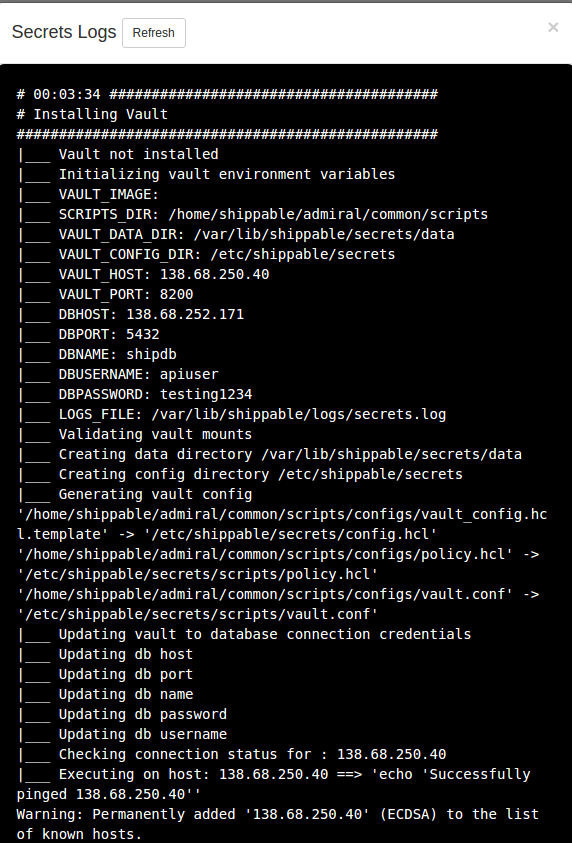 Secrets Logs Refresh ×
# 00:03:34 #######################################
# Installing Vault
##################################################
|___ Vault not installed
|___ Initializing vault environment variables
|___ VAULT_IMAGE:
|___ SCRIPTS_DIR: /home/shippable/admiral/common/scripts
|___ VAULT_DATA_DIR: /var/lib/shippable/secrets/data
|___ VAULT_CONFIG_DIR: /etc/shippable/secrets
|___ VAULT_HOST: 138.68.250.40
|___ VAULT_PORT: 8200
|___ DBHOST: 138.68.252.171
|___ DBPORT: 5432
|___ DBNAME: shipdb
|___ DBUSERNAME: apiuser
|___ DBPASSWORD: testing1234
|___ LOGS_FILE: /var/lib/shippable/logs/secrets.log
|___ Validating vault mounts
|___ Creating data directory /var/lib/shippable/secrets/data
|___ Creating config directory /etc/shippable/secrets
|___ Generating vault config
'/home/shippable/admiral/common/scripts/configs/vault_config.hc
l.template' -> '/etc/shippable/secrets/config.hcl'
'/home/shippable/admiral/common/scripts/configs/policy.hcl' ->
'/etc/shippable/secrets/scripts/policy.hcl'
'/home/shippable/admiral/common/scripts/configs/vault.conf' ->
'/etc/shippable/secrets/scripts/vault.conf'
|___ Updating vault to database connection credentials
|___ Updating db host
|___ Updating db port
|___ Updating db name
|___ Updating db password
|___ Updating db username
|___ Checking connection status for : 138.68.250.40
|___ Executing on host: 138.68.250.40 ==> 'echo 'Successfully
pinged 138.68.250.40''
Warning: Permanently added '138.68.250.40' (ECDSA) to the list
of known hosts.